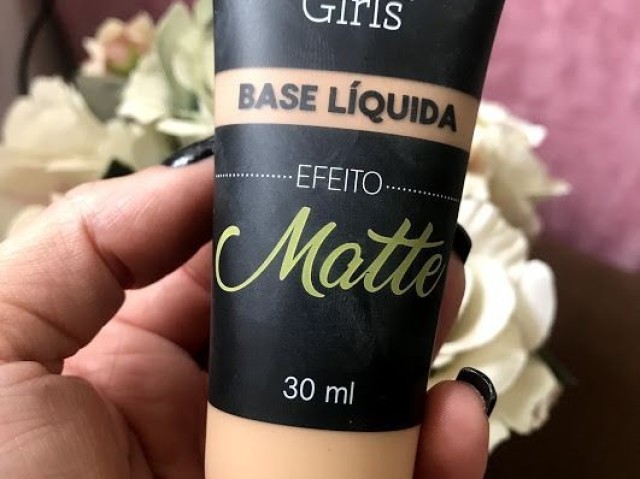 Girls
BASE LÍQUIDA
EFEITO
Matte
30 ml